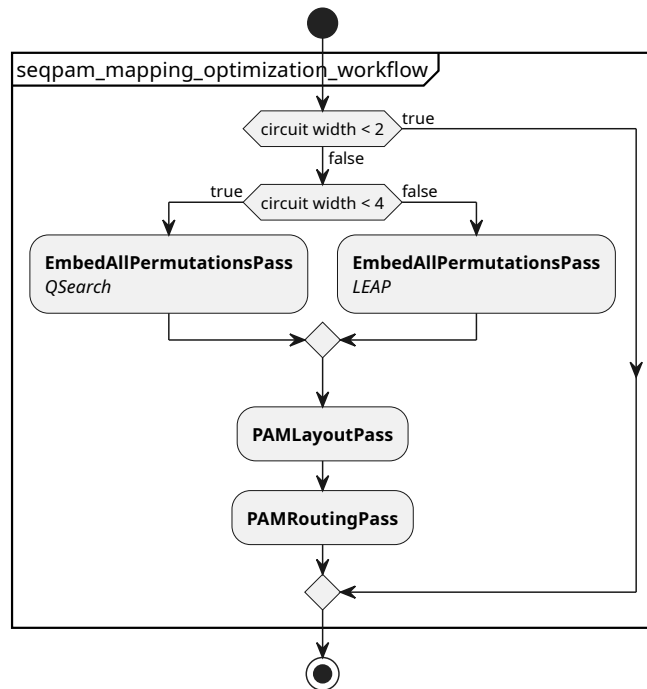 seqpam_mapping_optimization_workflow
circuit width < 2
true
false
circuit width < 4
true
false
EmbedAllPermutationsPass
QSearch
EmbedAllPermutationsPass
LEAP
PAMLayoutPass
PAMRoutingPass